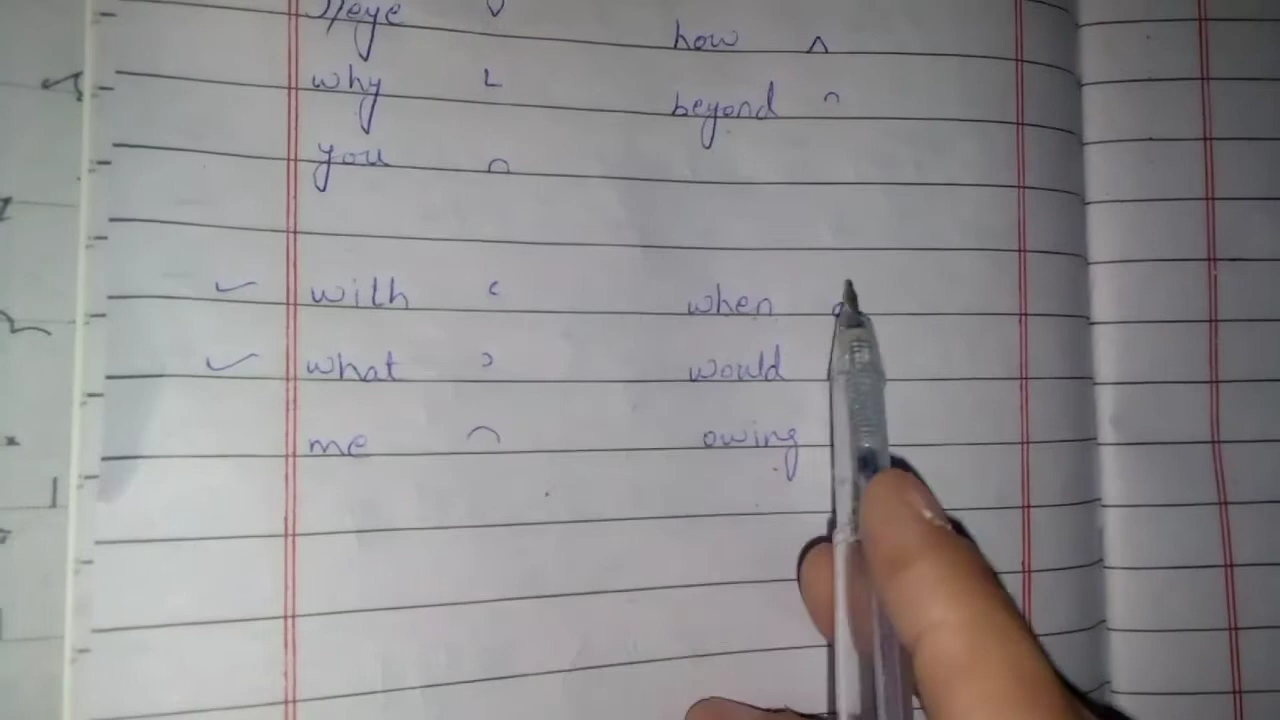 I/eye how
why beyond
you
with when
what would
me owing